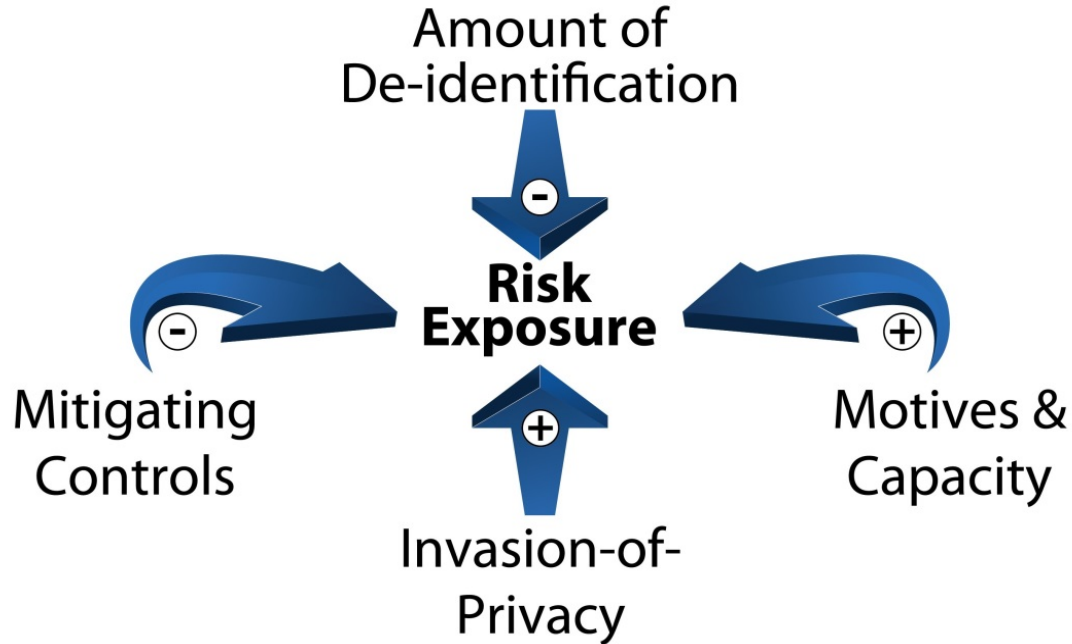 Amount of
De-identification
-
Risk
Exposure
-
+
Mitigating
Controls
+
Motives &
Capacity
Invasion-of-
Privacy